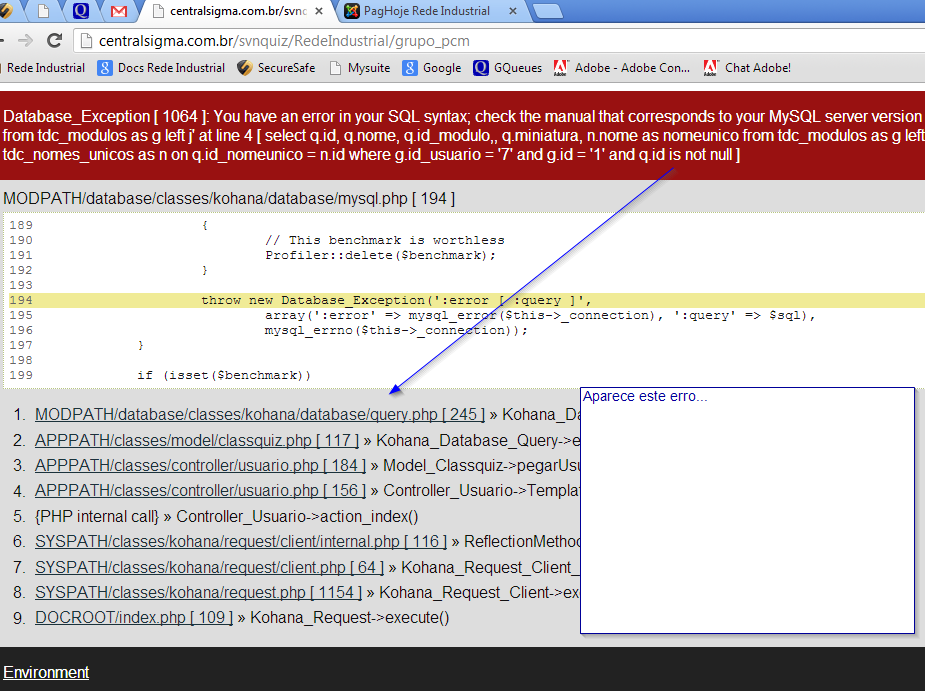 centralsigma.com.br/svnq
PagHoje Rede Industrial
centralsigma.com.br/svnquiz/RedeIndustrial/grupo_pcm
Rede Industrial Docs Rede Industrial SecureSafe Mysuite Google GQueues Adobe - Adobe Con... Chat Adobe!
Database_Exception [ 1064 ]: You have an error in your SQL syntax; check the manual that corresponds to your MySQL server version
from tdc_modulos as g left j' at line 4 [ select q.id, q.nome, q.id_modulo,, q.miniatura, n.nome as nomeunico from tdc_modulos as g left
tdc_nomes_unicos as n on q.id_nomeunico = n.id where g.id_usuario = '7' and g.id = '1' and q.id is not null ]
MODPATH/database/classes/kohana/database/mysql.php [ 194 ]
189 {
190 // This benchmark is worthless
191 Profiler::delete($benchmark);
192 }
193
194 throw new Database_Exception(':error [ :query ]',
195 array(':error' => mysql_error($this->_connection), ':query' => $sql),
196 mysql_errno($this->_connection));
197 }
198
199 if (isset($benchmark))
Aparece este erro...
1. MODPATH/database/classes/kohana/database/query.php [ 245 ] » Kohana_Da
2. APPPATH/classes/model/classquiz.php [ 117 ] » Kohana_Database_Query->e
3. APPPATH/classes/controller/usuario.php [ 184 ] » Model_Classquiz->pegarUsu
4. APPPATH/classes/controller/usuario.php [ 156 ] » Controller_Usuario->Templat
5. {PHP internal call} » Controller_Usuario->action_index()
6. SYSPATH/classes/kohana/request/client/internal.php [ 116 ] » ReflectionMethod
7. SYSPATH/classes/kohana/request/client.php [ 64 ] » Kohana_Request_Client_
8. SYSPATH/classes/kohana/request.php [ 1154 ] » Kohana_Request_Client->ex
9. DOCROOT/index.php [ 109 ] » Kohana_Request->execute()
Environment